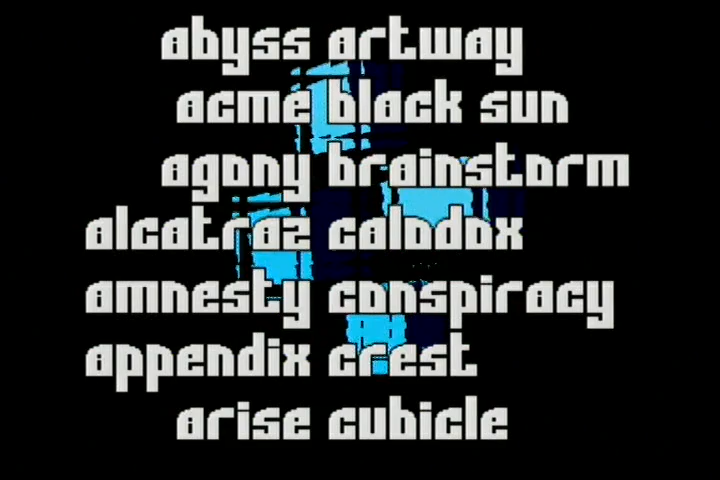 abyss artway
acme black sun
agony brainstorm
alcatraz calodox
amnesty conspiracy
appendix crest
arise cubicle